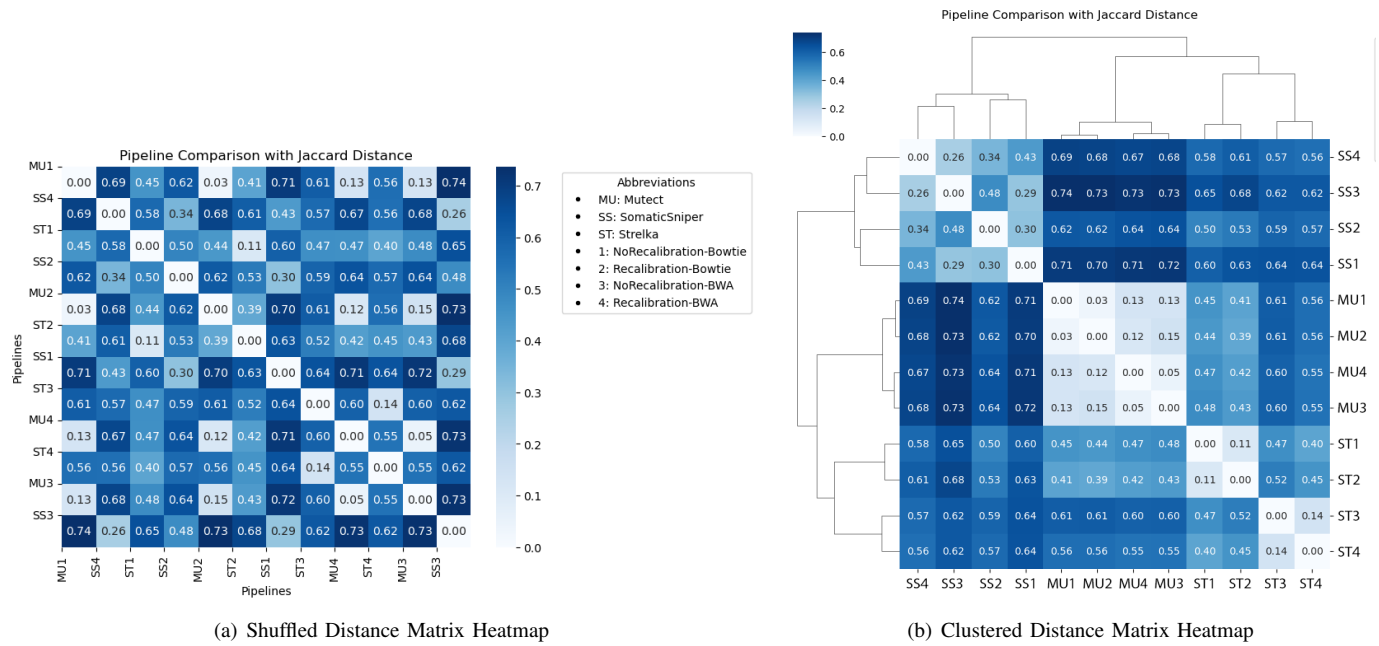 Pipeline Comparison with Jaccard Distance
MU1 0.00 0.69 0.45 0.62 0.03 0.41 0.71 0.61 0.13 0.56 0.13 0.74
SS4 0.69 0.00 0.58 0.34 0.68 0.61 0.43 0.57 0.67 0.56 0.68 0.26
ST1 0.45 0.58 0.00 0.50 0.44 0.11 0.60 0.47 0.47 0.40 0.48 0.65
SS2 0.62 0.34 0.50 0.00 0.62 0.53 0.30 0.59 0.64 0.57 0.64 0.48
MU2 0.03 0.68 0.44 0.62 0.00 0.39 0.70 0.61 0.12 0.56 0.15 0.73
ST2 0.41 0.61 0.11 0.53 0.39 0.00 0.63 0.52 0.42 0.45 0.43 0.68
SS1 0.71 0.43 0.60 0.30 0.70 0.63 0.00 0.64 0.71 0.64 0.72 0.29
ST3 0.61 0.57 0.47 0.59 0.61 0.52 0.64 0.00 0.60 0.14 0.60 0.62
MU4 0.13 0.67 0.47 0.64 0.12 0.42 0.71 0.60 0.00 0.55 0.05 0.73
ST4 0.56 0.56 0.40 0.57 0.56 0.45 0.64 0.14 0.55 0.00 0.55 0.62
MU3 0.13 0.68 0.48 0.64 0.15 0.43 0.72 0.60 0.05 0.55 0.00 0.73
SS3 0.74 0.26 0.65 0.48 0.73 0.68 0.29 0.62 0.73 0.62 0.73 0.00
Pipelines
MU1 SS4 ST1 SS2 MU2 ST2 SS1 ST3 MU4 ST4 MU3 SS3
Pipelines
0.7
0.6
0.5
0.4
0.3
0.2
0.1
0.0
Abbreviations
• MU: Mutect
• SS: SomaticSniper
• ST: Strelka
• 1: NoRecalibration-Bowtie
• 2: Recalibration-Bowtie
• 3: NoRecalibration-BWA
• 4: Recalibration-BWA
(a) Shuffled Distance Matrix Heatmap
Pipeline Comparison with Jaccard Distance
0.6
0.4
0.2
0.0
0.00 0.26 0.34 0.43 0.69 0.68 0.67 0.68 0.58 0.61 0.57 0.56 SS4
0.26 0.00 0.48 0.29 0.74 0.73 0.73 0.73 0.65 0.68 0.62 0.62 SS3
0.34 0.48 0.00 0.30 0.62 0.62 0.64 0.64 0.50 0.53 0.59 0.57 SS2
0.43 0.29 0.30 0.00 0.71 0.70 0.71 0.72 0.60 0.63 0.64 0.64 SS1
0.69 0.74 0.62 0.71 0.00 0.03 0.13 0.13 0.45 0.41 0.61 0.56 MU1
0.68 0.73 0.62 0.70 0.03 0.00 0.12 0.15 0.44 0.39 0.61 0.56 MU2
0.67 0.73 0.64 0.71 0.13 0.12 0.00 0.05 0.47 0.42 0.60 0.55 MU4
0.68 0.73 0.64 0.72 0.13 0.15 0.05 0.00 0.48 0.43 0.60 0.55 MU3
0.58 0.65 0.50 0.60 0.45 0.44 0.47 0.48 0.00 0.11 0.47 0.40 ST1
0.61 0.68 0.53 0.63 0.41 0.39 0.42 0.43 0.11 0.00 0.52 0.45 ST2
0.57 0.62 0.59 0.64 0.61 0.61 0.60 0.60 0.47 0.52 0.00 0.14 ST3
0.56 0.62 0.57 0.64 0.56 0.56 0.55 0.55 0.40 0.45 0.14 0.00 ST4
SS4 SS3 SS2 SS1 MU1 MU2 MU4 MU3 ST1 ST2 ST3 ST4
(b) Clustered Distance Matrix Heatmap